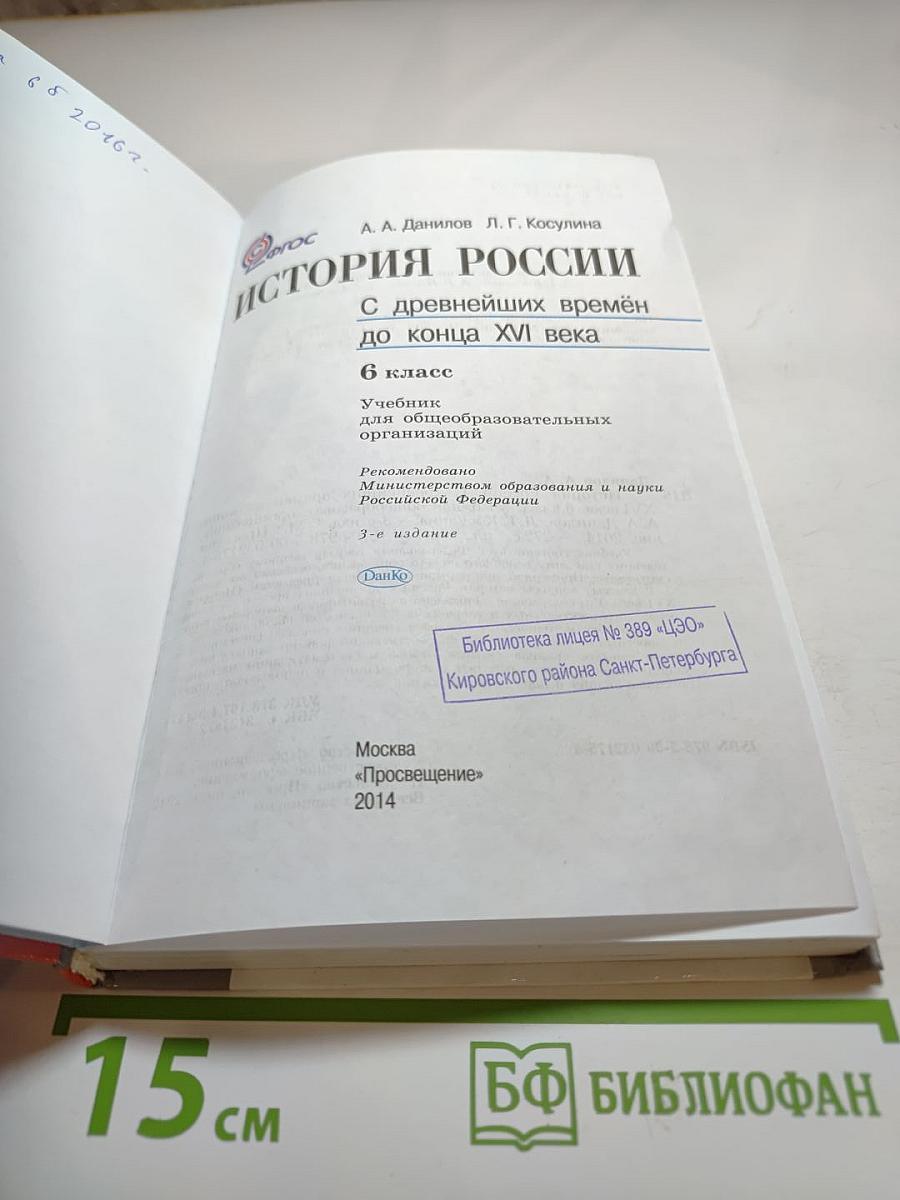 в б 2016г.
ФГОС
А. А. Данилов Л. Г. Косулина
ИСТОРИЯ РОССИИ
С древнейших времён
до конца XVI века
6 класс
Учебник
для общеобразовательных
организаций
Рекомендовано
Министерством образования и науки
Российской Федерации
3-е издание
ДанКо
Библиотека лицея № 389 «ЦЭО»
Кировского района Санкт-Петербурга
Москва
«Просвещение»
2014
15 см
БФ БИБЛИОФАН